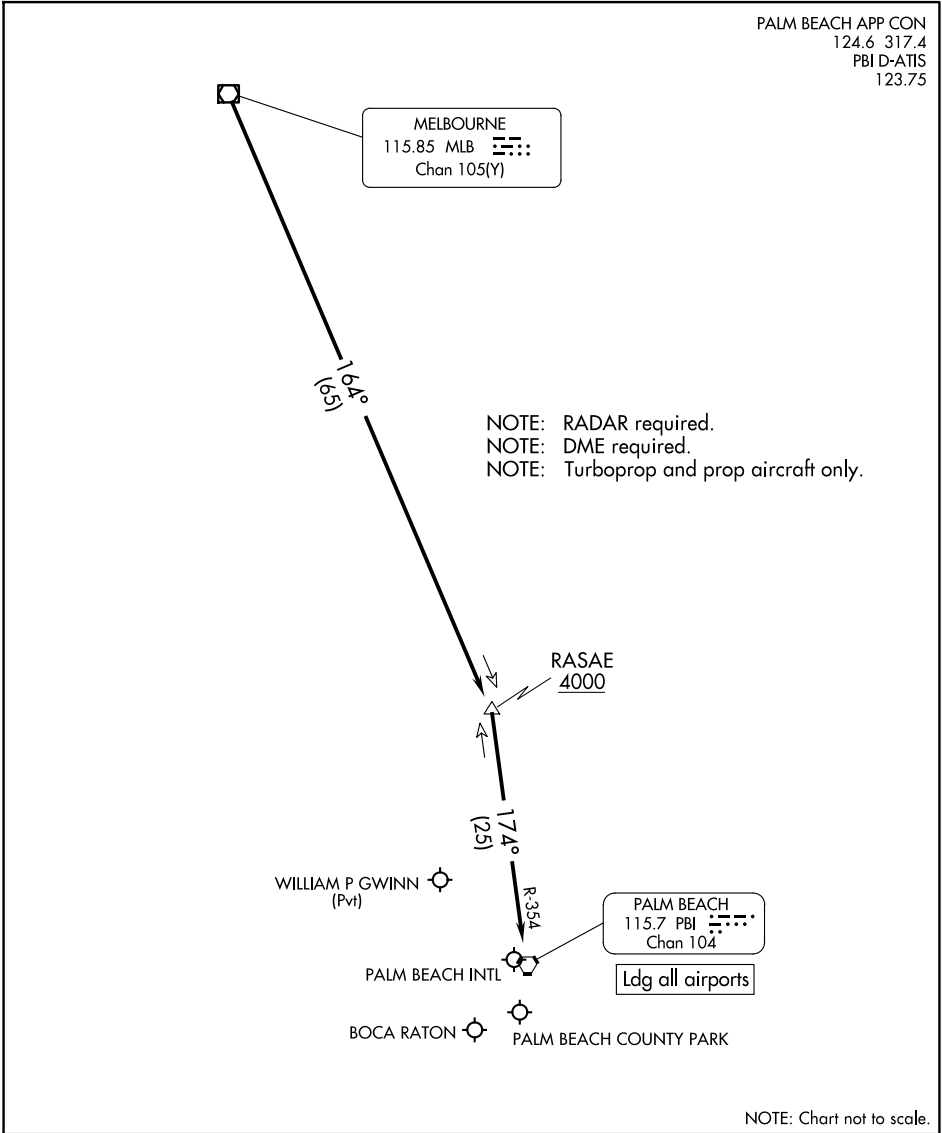 PALM BEACH APP CON
124.6 317.4
PBI D-ATIS
123.75
MELBOURNE
115.85 MLB
Chan 105(Y)
164°
(65)
NOTE: RADAR required.
NOTE: DME required.
NOTE: Turboprop and prop aircraft only.
RASAE
4000
174°
(25)
R-354
WILLIAM P GWINN
(Pvt)
PALM BEACH
115.7 PBI
Chan 104
Ldg all airports
PALM BEACH INTL
BOCA RATON
PALM BEACH COUNTY PARK
NOTE: Chart not to scale.